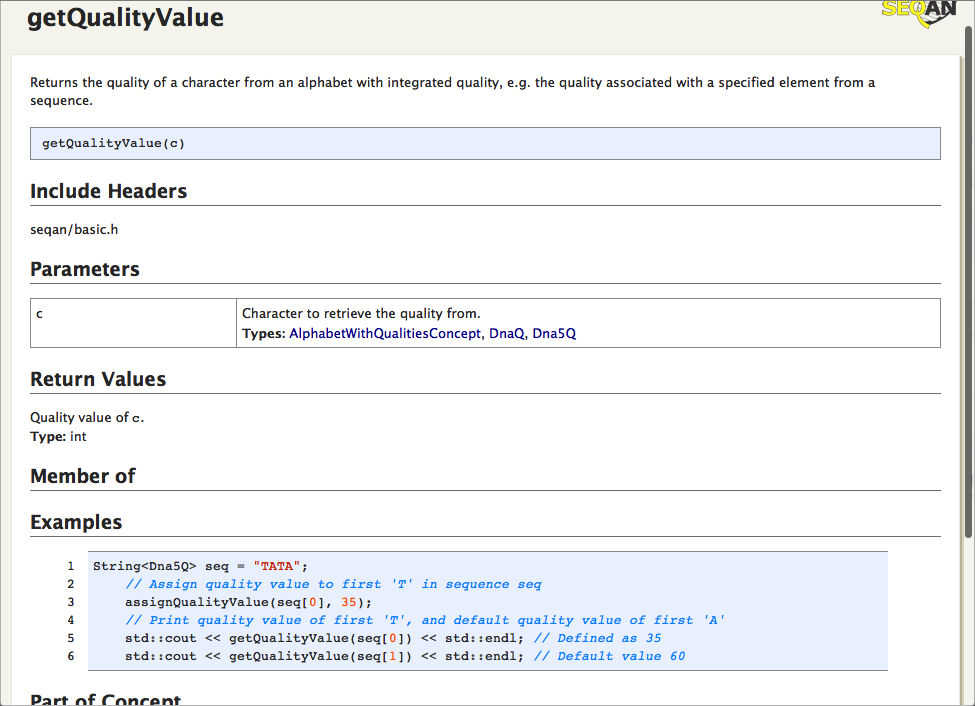 getQualityValue
SEQAN
Returns the quality of a character from an alphabet with integrated quality, e.g. the quality associated with a specified element from a
sequence.
getQualityValue(c)
Include Headers
seqan/basic.h
Parameters
c Character to retrieve the quality from.
Types: AlphabetWithQualitiesConcept, DnaQ, Dna5Q
Return Values
Quality value of c.
Type: int
Member of
Examples
1 String<Dna5Q> seq = "TATA";
2 // Assign quality value to first 'T' in sequence seq
3 assignQualityValue(seq[0], 35);
4 // Print quality value of first 'T', and default quality value of first 'A'
5 std::cout << getQualityValue(seq[0]) << std::endl; // Defined as 35
6 std::cout << getQualityValue(seq[1]) << std::endl; // Default value 60
Part of Concept